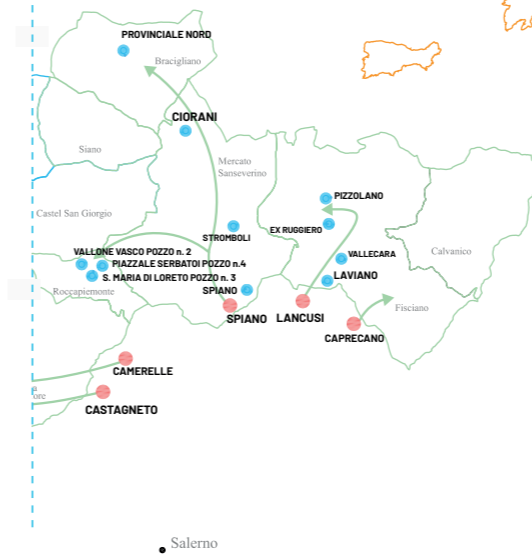 PROVINCIALE NORD
Bracigliano
CIORANI
Siano
Mercato
Sanseverino
PIZZOLANO
Castel San Giorgio
EX RUGGIERO
STROMBOLI
VALLONE VASCO POZZO n. 2
VALLECARA
Calvanico
PIAZZALE SERBATOI POZZO n.4
S. MARIA DI LORETO POZZO n. 3
LAVIANO
SPIANO
Roccapiemonte
Fisciano
SPIANO
LANCUSI
CAPRECANO
CAMERELLE
ore
CASTAGNETO
Salerno